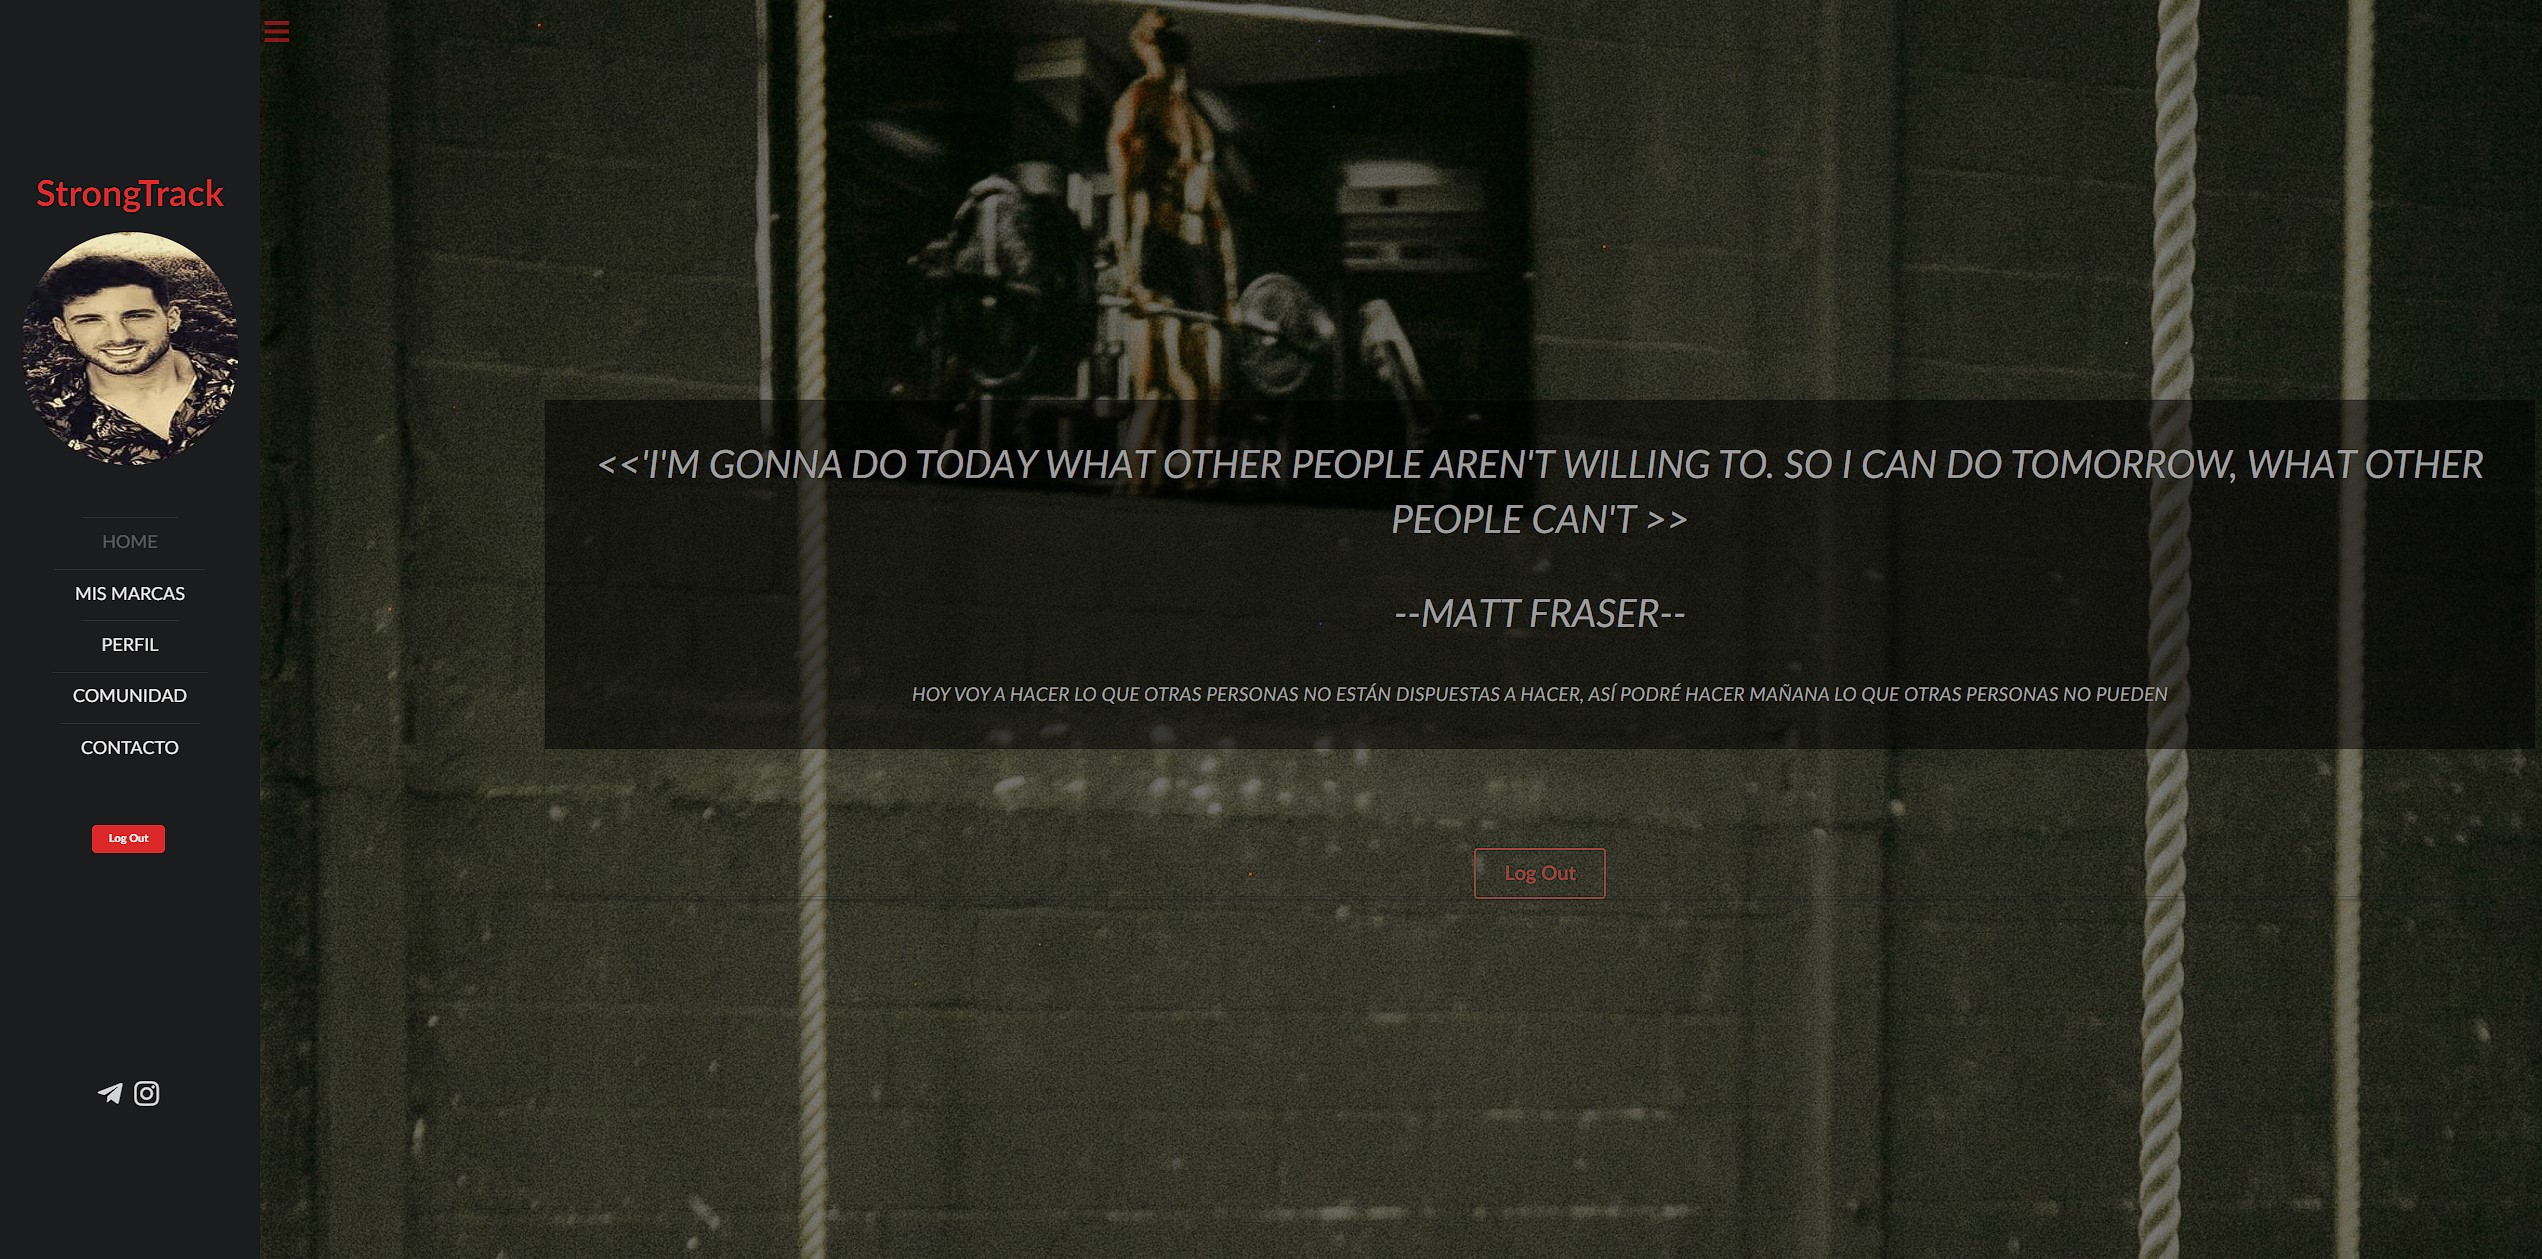 StrongTrack
HOME
MIS MARCAS
PERFIL
COMUNIDAD
CONTACTO
Log Out
<<'I'M GONNA DO TODAY WHAT OTHER PEOPLE AREN'T WILLING TO. SO I CAN DO TOMORROW, WHAT OTHER
PEOPLE CAN'T >>
--MATT FRASER--
HOY VOY A HACER LO QUE OTRAS PERSONAS NO ESTÁN DISPUESTAS A HACER, ASÍ PODRÉ HACER MAÑANA LO QUE OTRAS PERSONAS NO PUEDEN
Log Out